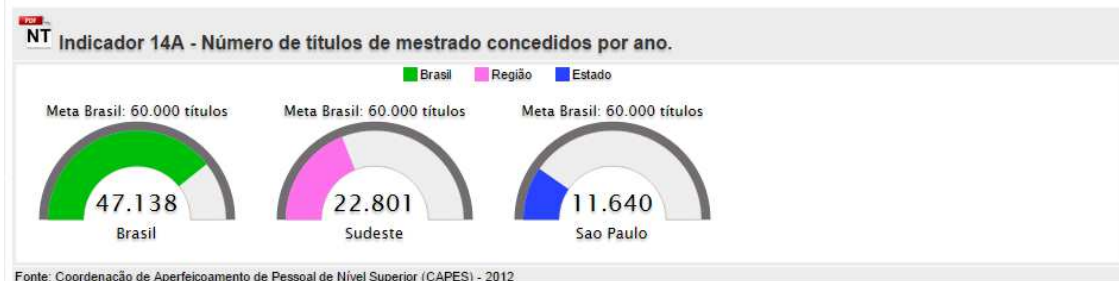 PDF
NT Indicador 14A - Número de títulos de mestrado concedidos por ano.
Brasil Região Estado
Meta Brasil: 60.000 títulos Meta Brasil: 60.000 títulos Meta Brasil: 60.000 títulos
47.138 22.801 11.640
Brasil Sudeste Sao Paulo
Fonte: Coordenação de Aperfeiçoamento de Pessoal de Nível Superior (CAPES) - 2012